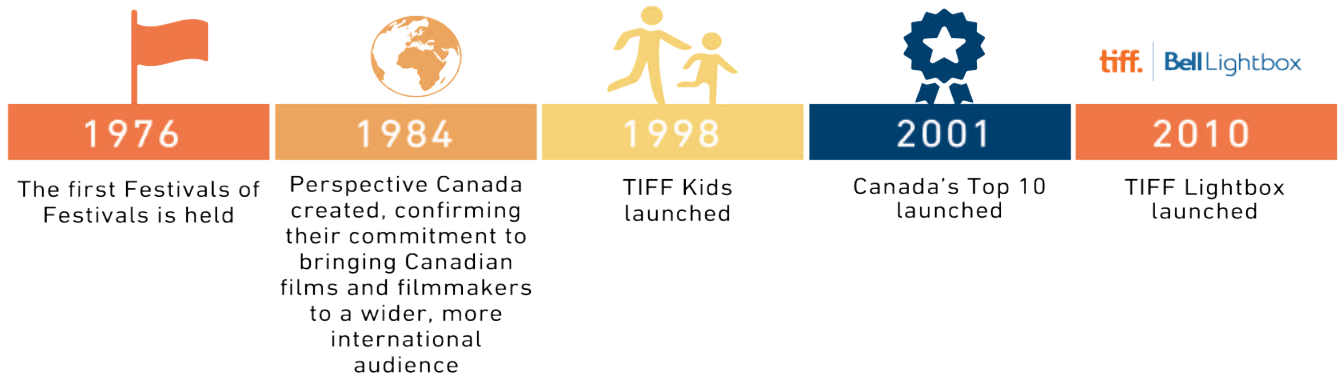 tiff. BellLightbox
1976
1984
1998
2001
2010
The first Festivals of
Festivals is held
Perspective Canada
created, confirming
their commitment to
bringing Canadian
films and filmmakers
to a wider, more
international
audience
TIFF Kids
launched
Canada's Top 10
launched
TIFF Lightbox
launched